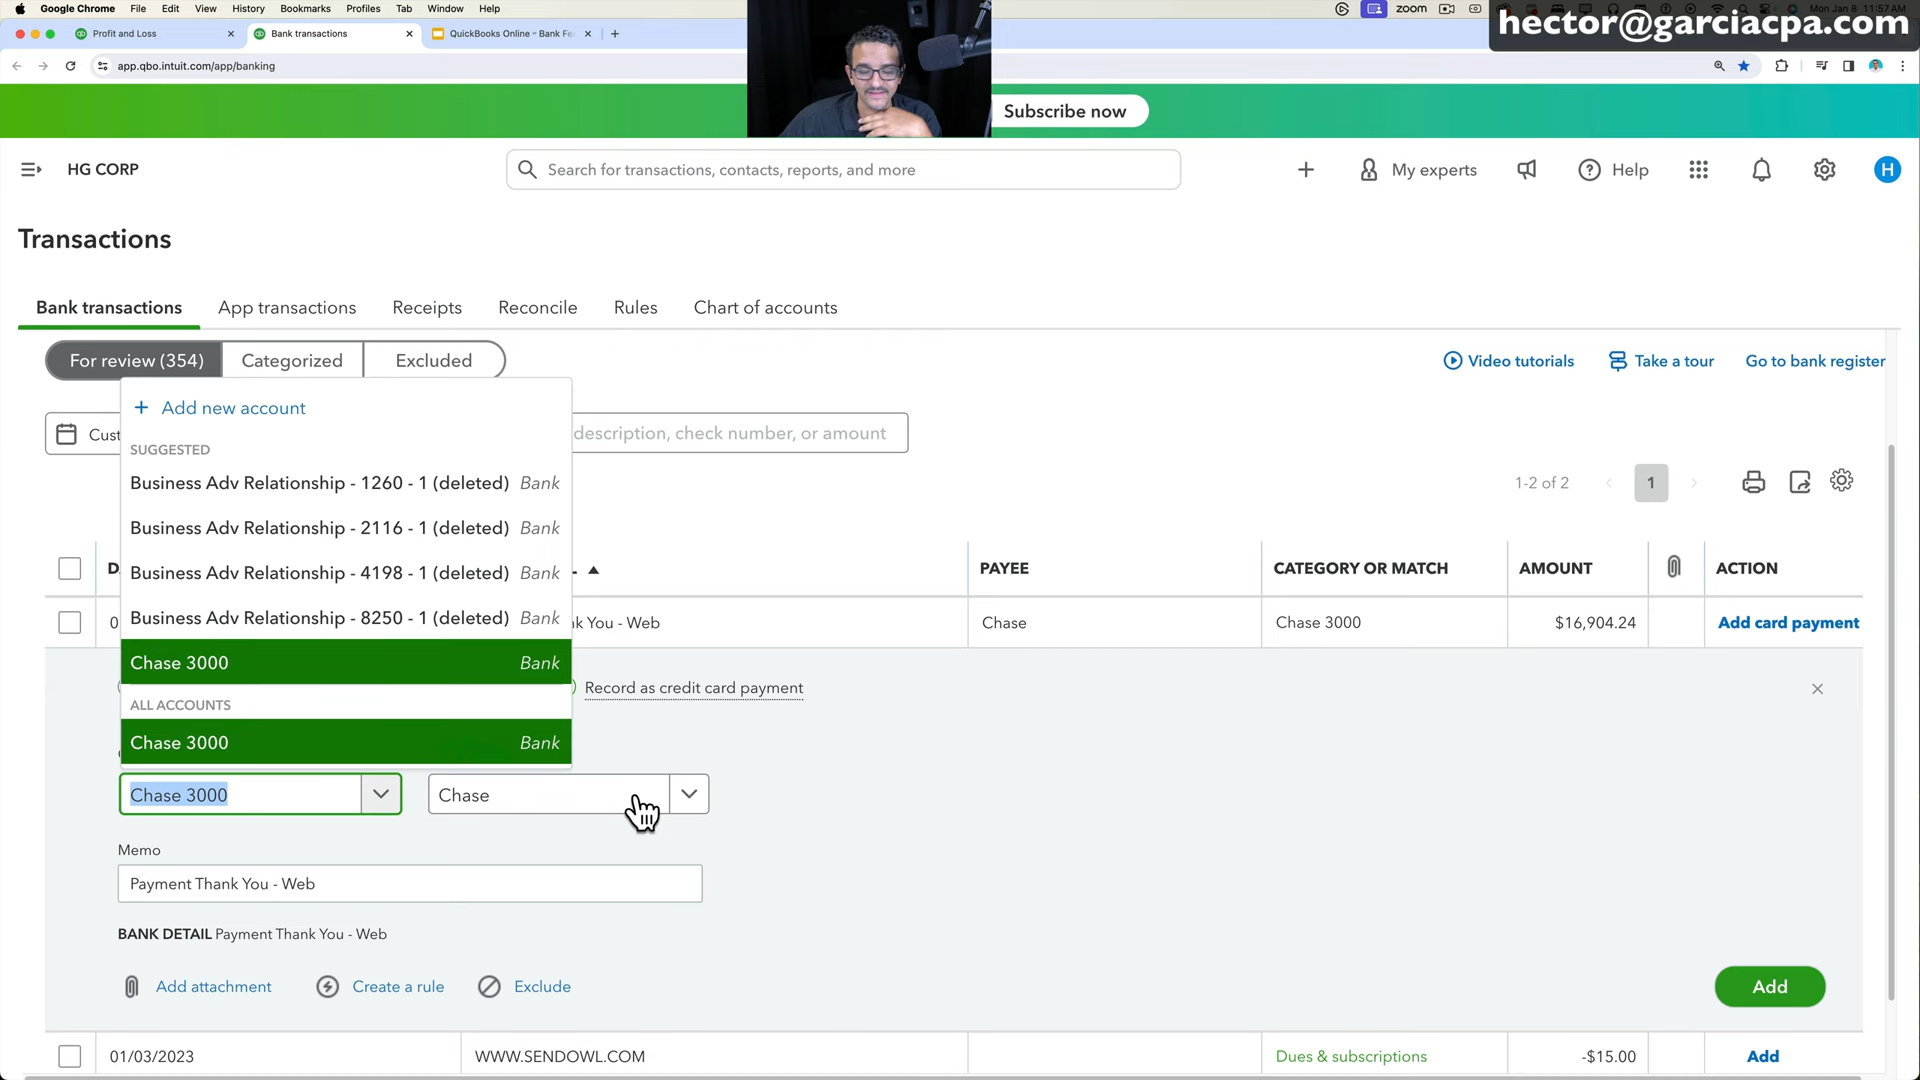 Google Chrome File Edit View History Bookmarks Profiles Tab Window Help
zoom
Mon Jan 8 11:57 AM
hector@garciacpa.com
Profit and Loss
Bank transactions
QuickBooks Online - Bank Fe
app.qbo.intuit.com/app/banking
Subscribe now
HG CORP
Search for transactions, contacts, reports, and more
My experts
Help
H
Transactions
Bank transactions
App transactions
Receipts
Reconcile
Rules
Chart of accounts
For review (354)
Categorized
Excluded
Video tutorials
Take a tour
Go to bank register
+ Add new account
Cust
description, check number, or amount
SUGGESTED
Business Adv Relationship - 1260 - 1 (deleted) Bank
1-2 of 2
1
Business Adv Relationship - 2116 - 1 (deleted) Bank
Business Adv Relationship - 4198 - 1 (deleted) Bank
PAYEE
CATEGORY OR MATCH
AMOUNT
ACTION
Business Adv Relationship - 8250 - 1 (deleted) Bank
k You - Web
Chase
Chase 3000
$16,904.24
Add card payment
Chase 3000 Bank
Record as credit card payment
ALL ACCOUNTS
Chase 3000 Bank
Chase 3000
Chase
Memo
Payment Thank You - Web
BANK DETAIL Payment Thank You - Web
Add attachment
Create a rule
Exclude
Add
01/03/2023
WWW.SENDOWL.COM
Dues & subscriptions
-$15.00
Add